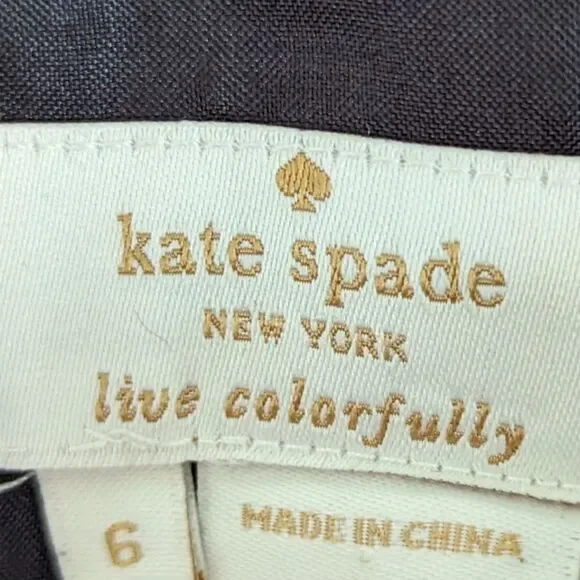 kate spade
NEW YORK
live colorfully
6
MADE IN CHINA